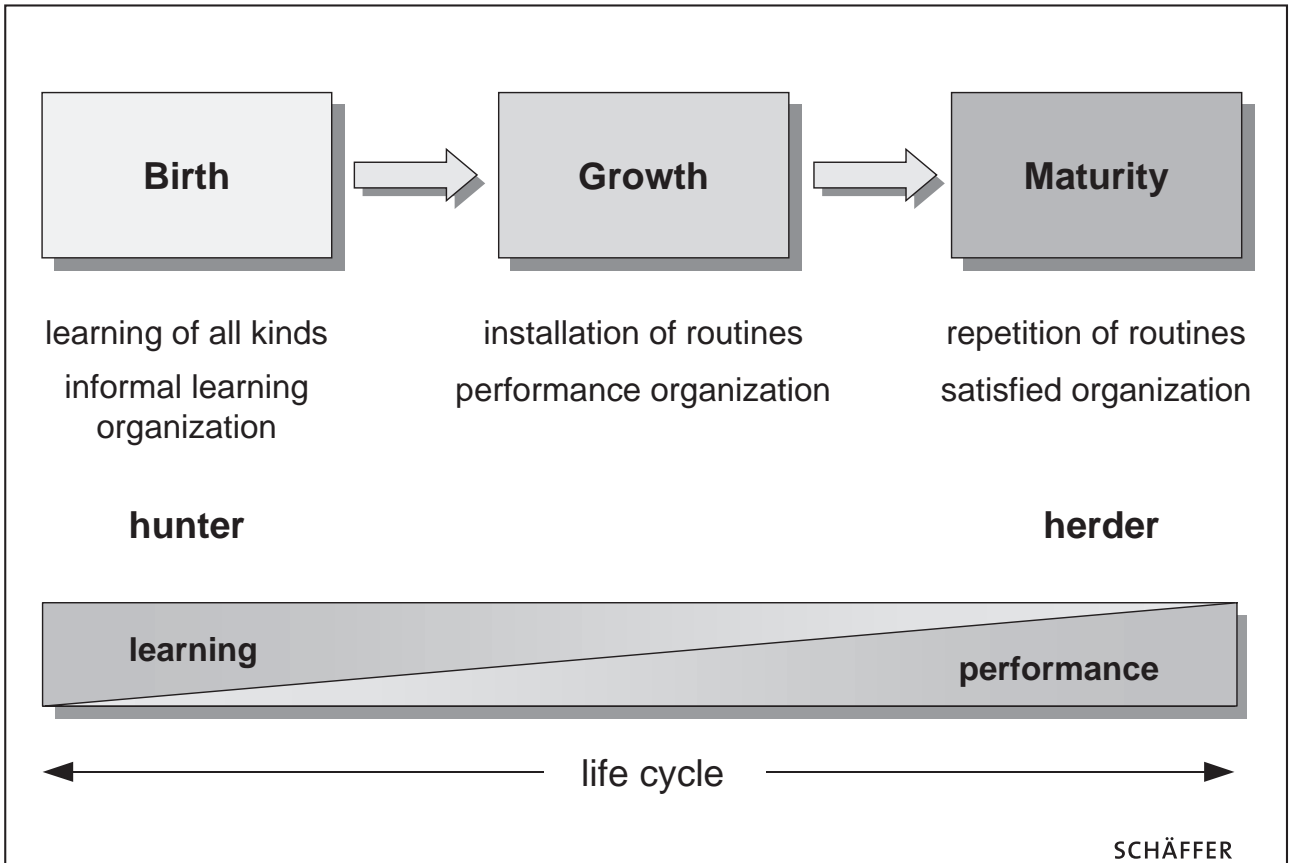 Birth
Growth
Maturity
learning of all kinds
informal learning
organization
installation of routines
performance organization
repetition of routines
satisfied organization
hunter
herder
learning
performance
life cycle
SCHÄFFER